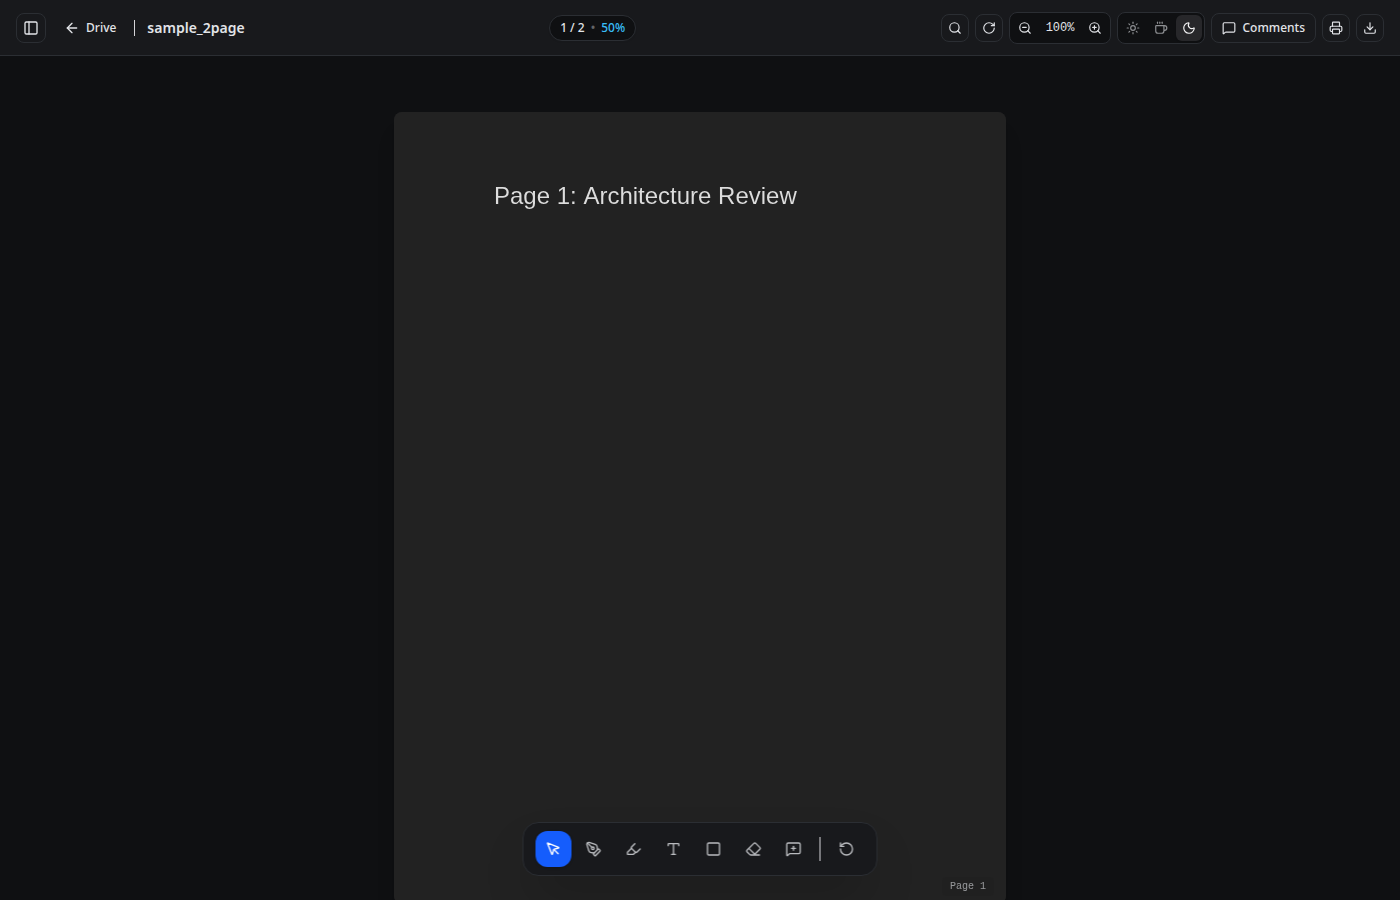 Drive
sample_2page
1 / 2 • 50%
100%
Comments
Page 1: Architecture Review
Page 1